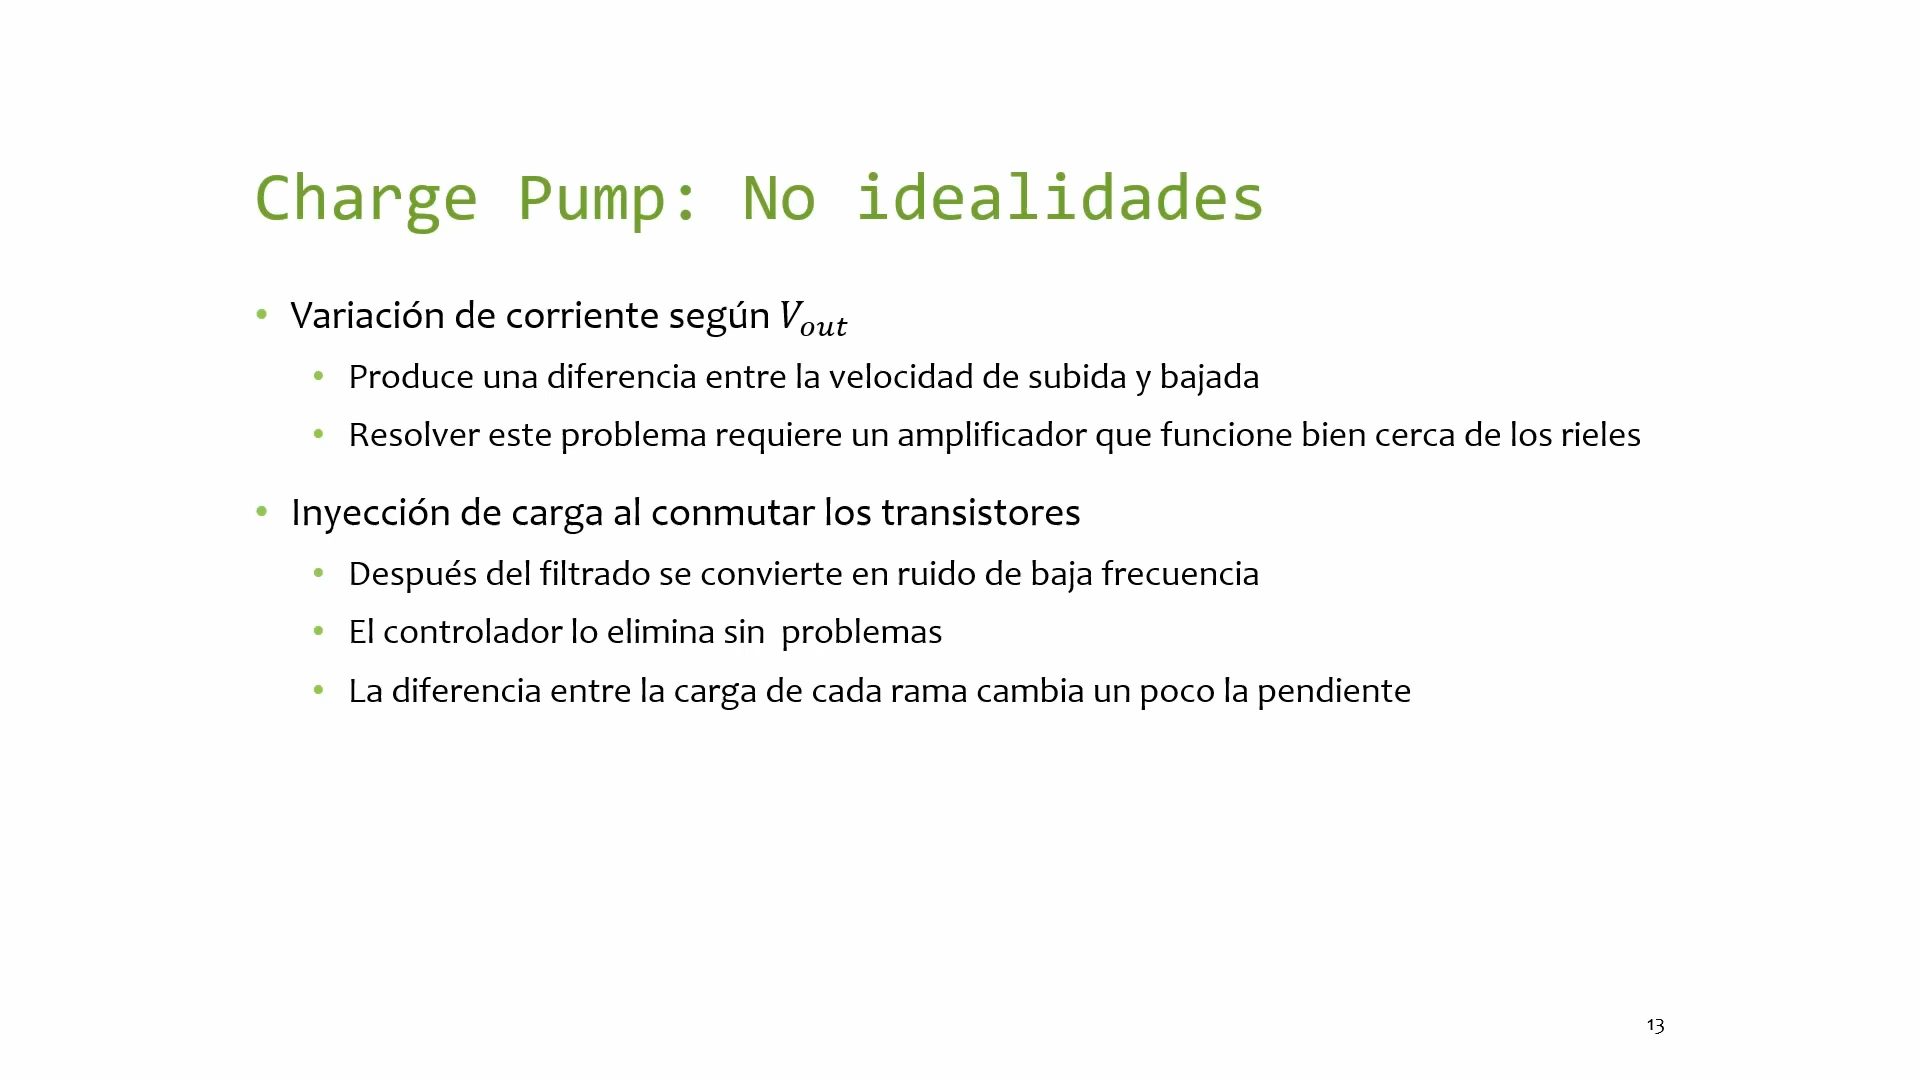 Charge Pump: No idealidades
• Variación de corriente según V_out
• Produce una diferencia entre la velocidad de subida y bajada
• Resolver este problema requiere un amplificador que funcione bien cerca de los rieles
• Inyección de carga al conmutar los transistores
• Después del filtrado se convierte en ruido de baja frecuencia
• El controlador lo elimina sin  problemas
• La diferencia entre la carga de cada rama cambia un poco la pendiente
13